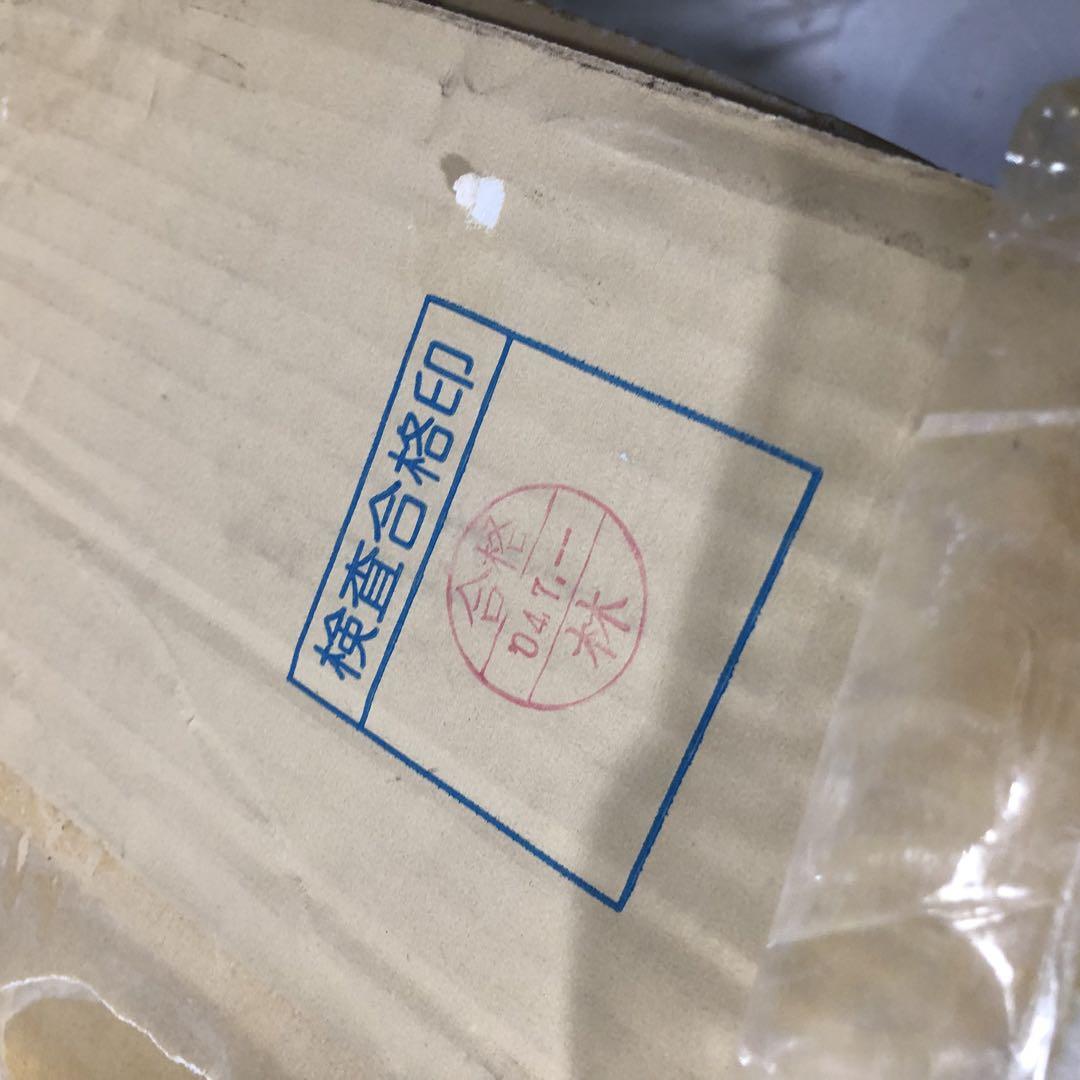 検査合格印
合格
04.7.-
林